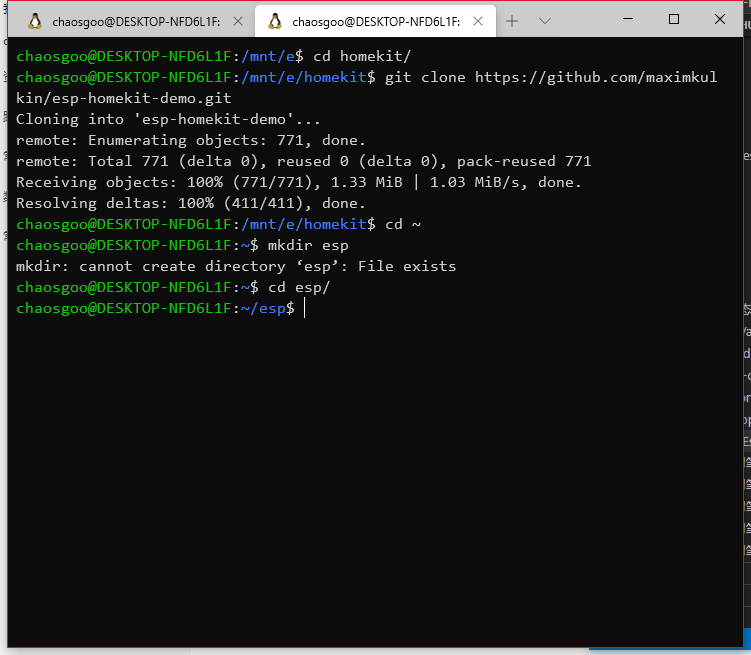 chaosgoo@DESKTOP-NFD6L1F:
chaosgoo@DESKTOP-NFD6L1F:
chaosgoo@DESKTOP-NFD6L1F:/mnt/e$ cd homekit/
chaosgoo@DESKTOP-NFD6L1F:/mnt/e/homekit$ git clone https://github.com/maximkul
kin/esp-homekit-demo.git
Cloning into 'esp-homekit-demo'...
remote: Enumerating objects: 771, done.
remote: Total 771 (delta 0), reused 0 (delta 0), pack-reused 771
Receiving objects: 100% (771/771), 1.33 MiB | 1.03 MiB/s, done.
Resolving deltas: 100% (411/411), done.
chaosgoo@DESKTOP-NFD6L1F:/mnt/e/homekit$ cd ~
chaosgoo@DESKTOP-NFD6L1F:~$ mkdir esp
mkdir: cannot create directory ‘esp’: File exists
chaosgoo@DESKTOP-NFD6L1F:~$ cd esp/
chaosgoo@DESKTOP-NFD6L1F:~/esp$